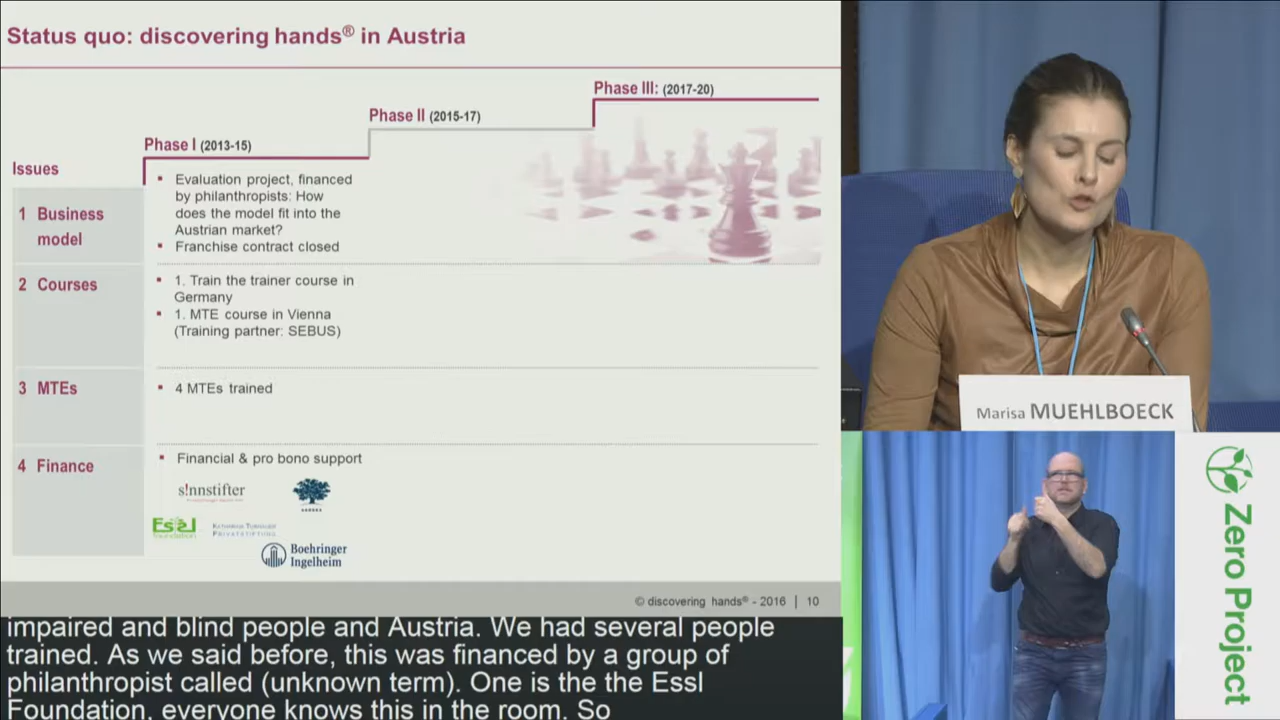 Status quo: discovering hands® in Austria
Phase III: (2017-20)
Phase II (2015-17)
Phase I (2013-15)
Issues
1 Business
model
▪ Evaluation project, financed
by philanthropists: How
does the model fit into the
Austrian market?
▪ Franchise contract closed
2 Courses
▪ 1. Train the trainer course in
Germany
▪ 1. MTE course in Vienna
(Training partner: SEBUS)
3 MTEs
▪ 4 MTEs trained
4 Finance
▪ Financial & pro bono support
s!nnstifter
Essl
foundation
Boehringer
Ingelheim
© discovering hands® - 2016 | 10
Marisa MUEHLBOECK
Zero Project
impaired and blind people and Austria. We had several people
trained. As we said before, this was financed by a group of
philanthropist called (unknown term). One is the the Essl
Foundation, everyone knows this in the room. So